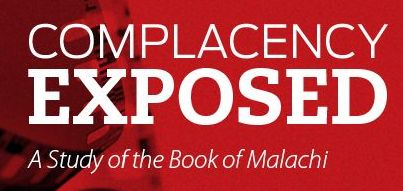 COMPLACENCY
EXPOSED
A Study of the Book of Malachi